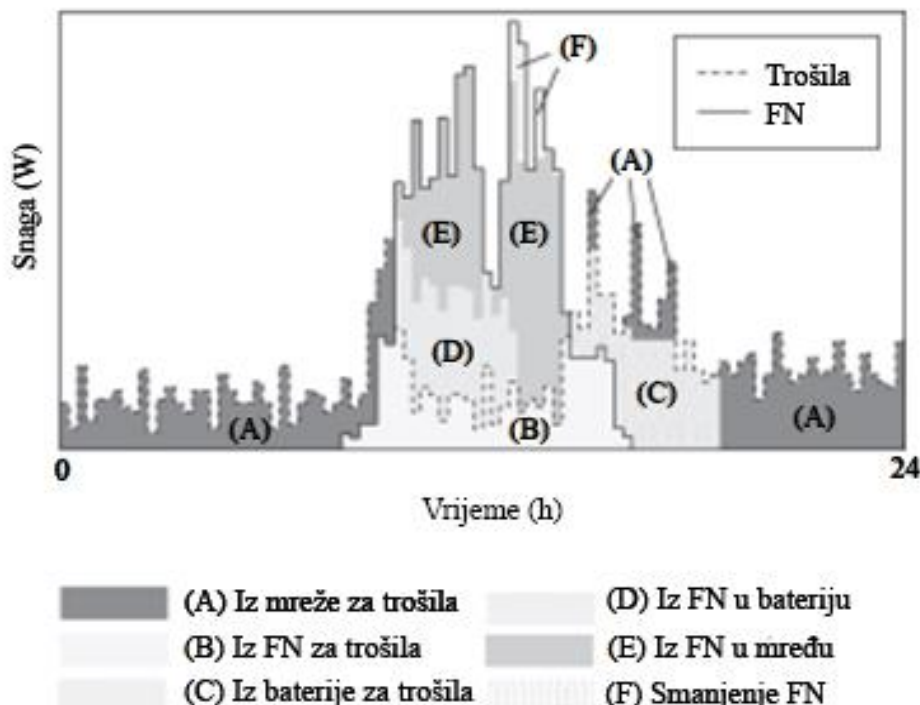 (F)
Trošila
FN
(A)
Snaga (W)
(E)
(E)
(D)
(C)
(A)
(B)
(A)
0
24
Vrijeme (h)
(A) Iz mreže za trošila
(D) Iz FN u bateriju
(B) Iz FN za trošila
(E) Iz FN u mređu
(C) Iz baterije za trošila
(F) Smanjenje FN